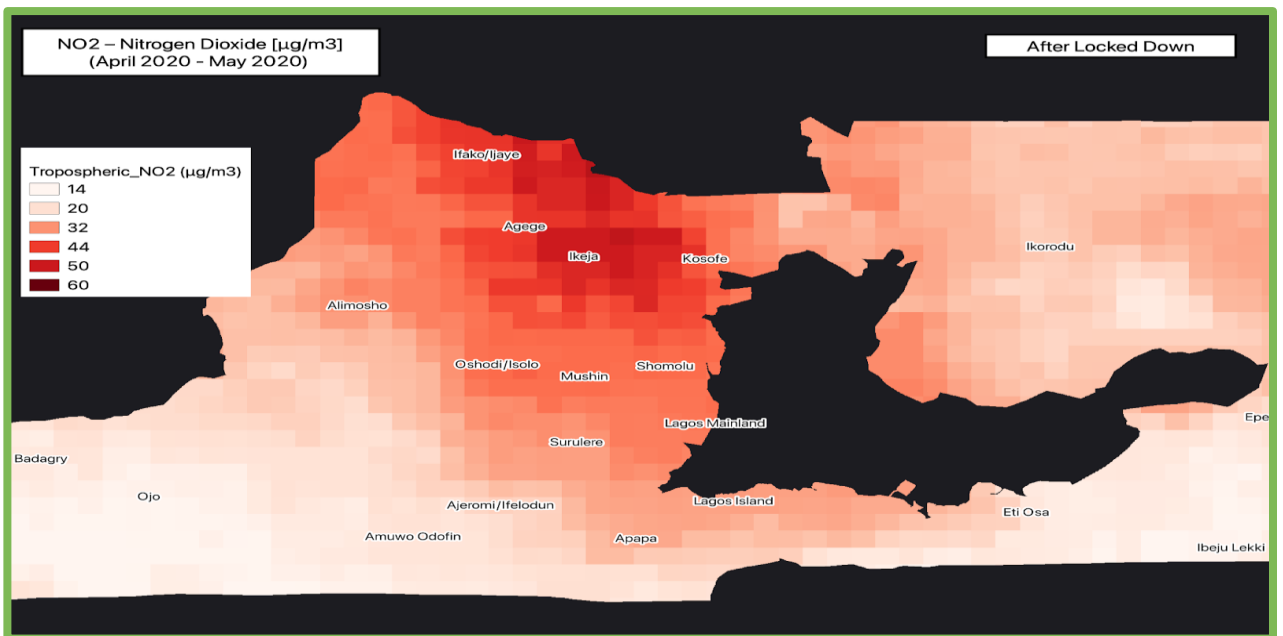 NO2 – Nitrogen Dioxide [µg/m3]
(April 2020 - May 2020)
After Locked Down
Tropospheric_NO2 (µg/m3)
14
20
32
44
50
60
Ifako/Ijaye
Agege
Ikeja
Kosofe
Ikorodu
Alimosho
Oshodi/Isolo
Mushin
Shomolu
Lagos Mainland
Epe
Surulere
Badagry
Ojo
Ajeromi/Ifelodun
Lagos Island
Eti Osa
Amuwo Odofin
Apapa
Ibeju Lekki